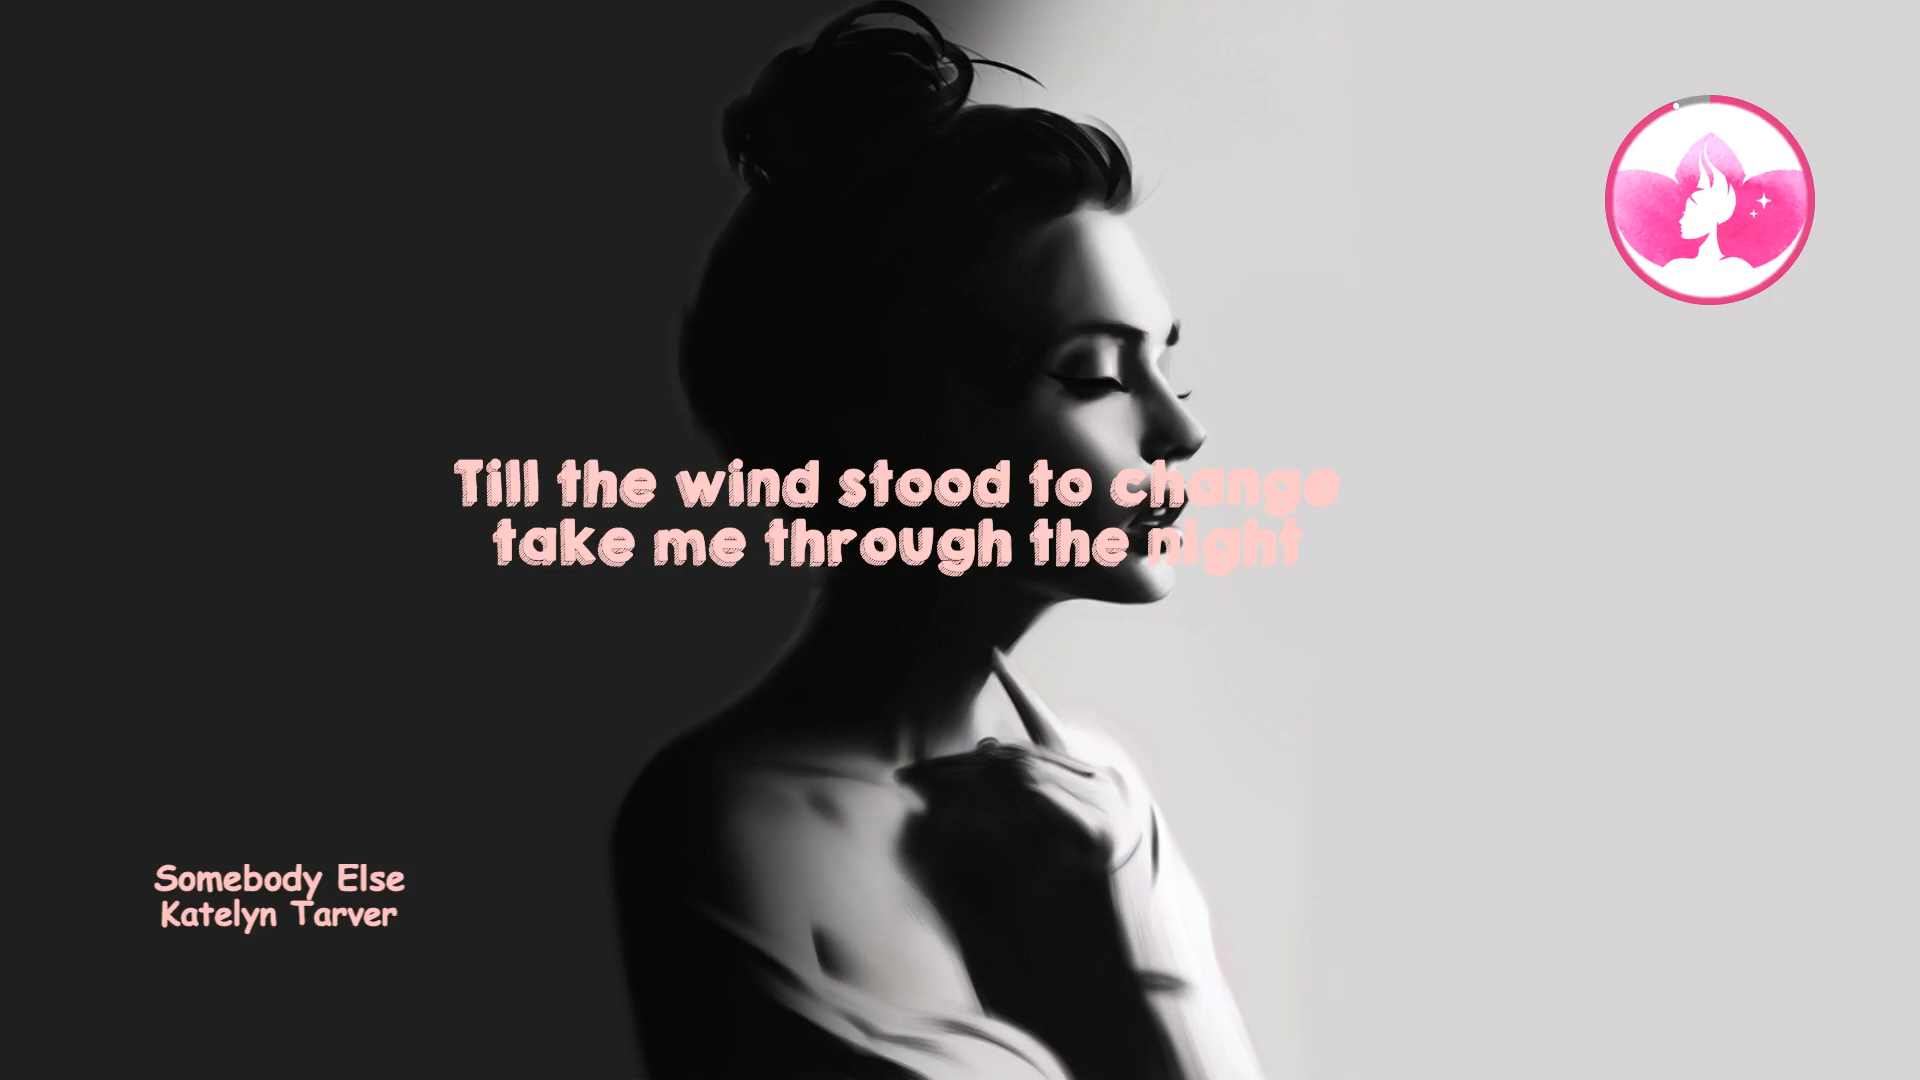 Till the wind stood to change
take me through the night
Somebody Else
Katelyn Tarver